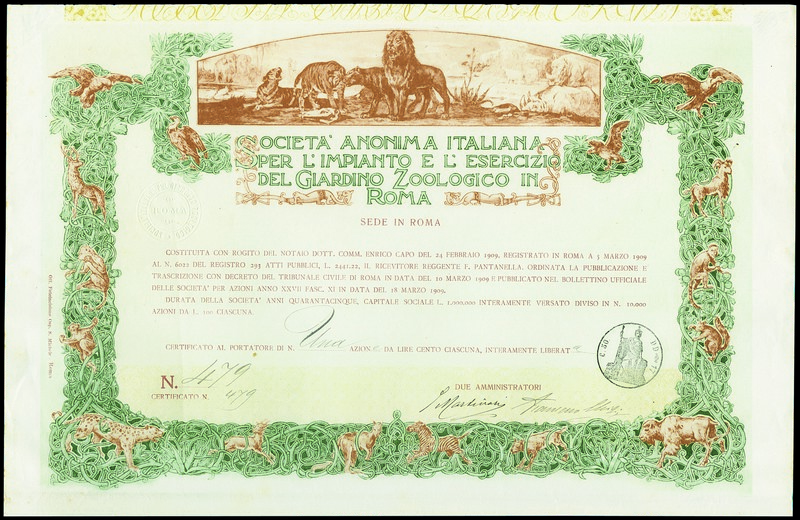 SOCIETA' ANONIMA ITALIANA
PER L'IMPIANTO E L'ESERCIZIO
DEL GIARDINO ZOOLOGICO IN
ROMA
SEDE IN ROMA
COSTITUITA CON ROGITO DEL NOTAIO DOTT. COMM. ENRICO CAPO DEL 24 FEBBRAIO 1909, REGISTRATO IN ROMA A 3 MARZO 1909
AL N. 6022 DEL REGISTRO 293 ATTI PUBBLICI, L. 2441.22, IL RICEVITORE REGGENTE F. PANTANELLA. ORDINATA LA PUBBLICAZIONE E
TRASCRIZIONE CON DECRETO DEL TRIBUNALE CIVILE DI ROMA IN DATA DEL 10 MARZO 1909 E PUBBLICATO NEL BOLLETTINO UFFICIALE
DELLE SOCIETÀ PER AZIONI ANNO XXVII FASC. XI IN DATA DEL 18 MARZO 1909.
DURATA DELLA SOCIETÀ ANNI QUARANTACINQUE, CAPITALE SOCIALE L. 1,000,000 INTERAMENTE VERSATO DIVISO IN N. 10.000
AZIONI DA L. 100 CIASCUNA.
CERTIFICATO AL PORTATORE DI N. Una AZIONE DA LIRE CENTO CIASCUNA, INTERAMENTE LIBERATE
N. 479
CERTIFICATO N. 479
DUE AMMINISTRATORI